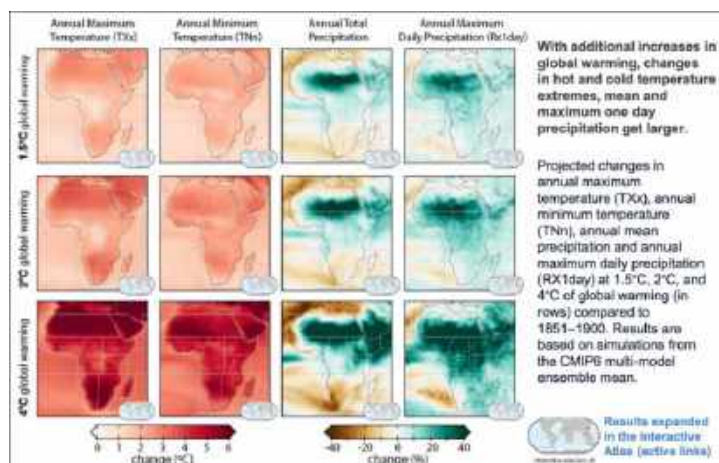 Annual Maximum
Temperature (TXx)
Annual Minimum
Temperature (TNn)
Annual Total
Precipitation
Annual Maximum
Daily Precipitation (Rx1day)
1.5°C global warming
2°C global warming
4°C global warming
0 1 2 3 4 5 6
change (°C)
-40 -20 0 20 40
change (%)
With additional increases in
global warming, changes
in hot and cold temperature
extremes, mean and
maximum one day
precipitation get larger.
Projected changes in
annual maximum
temperature (TXx), annual
minimum temperature
(TNn), annual mean
precipitation and annual
maximum daily precipitation
(RX1day) at 1.5°C, 2°C, and
4°C of global warming (in
rows) compared to
1851–1900. Results are
based on simulations from
the CMIP6 multi-model
ensemble mean.
Results expanded
in the Interactive
Atlas (active links)